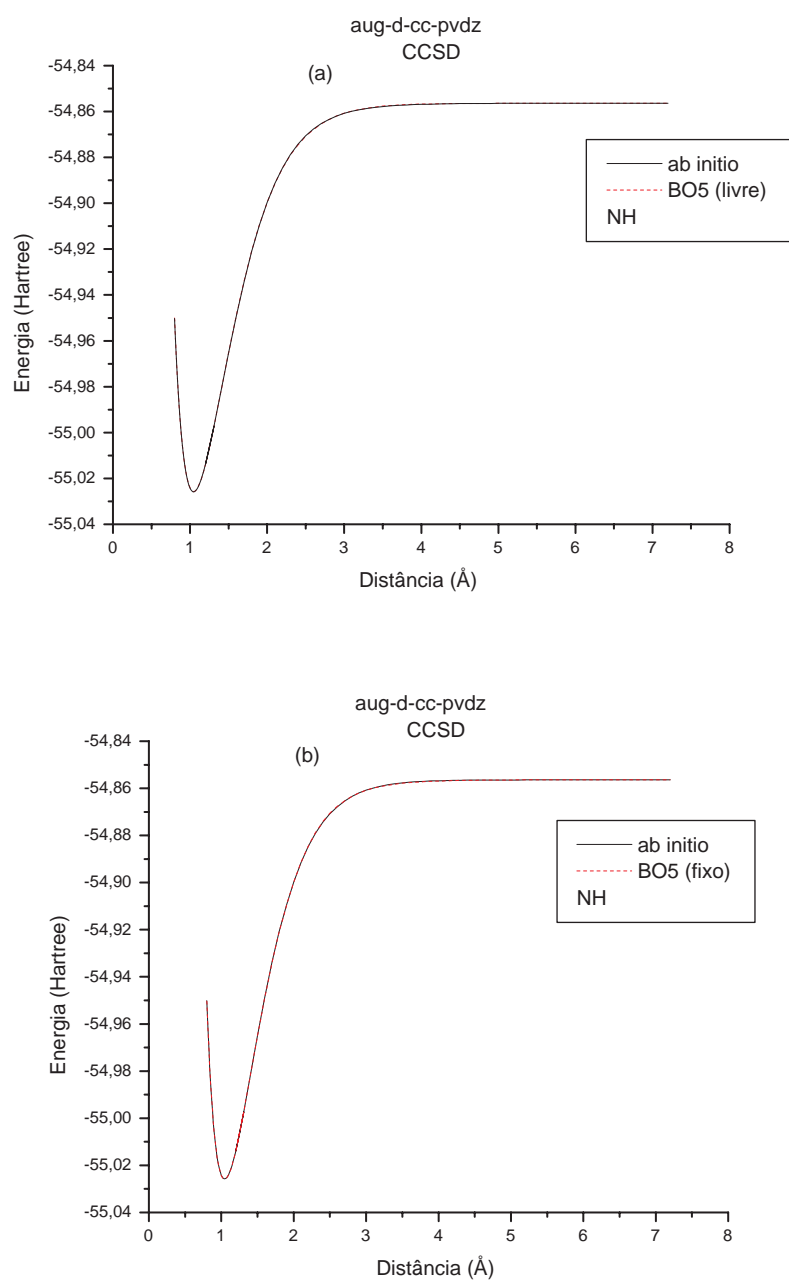 aug-d-cc-pvdz
CCSD
(a)
-54,84
-54,86
-54,88
-54,90
-54,92
-54,94
-54,96
-54,98
-55,00
-55,02
-55,04
Energia (Hartree)
0 1 2 3 4 5 6 7 8
Distância (Å)
ab initio
BO5 (livre)
NH
aug-d-cc-pvdz
CCSD
(b)
-54,84
-54,86
-54,88
-54,90
-54,92
-54,94
-54,96
-54,98
-55,00
-55,02
-55,04
Energia (Hartree)
0 1 2 3 4 5 6 7 8
Distância (Å)
ab initio
BO5 (fixo)
NH